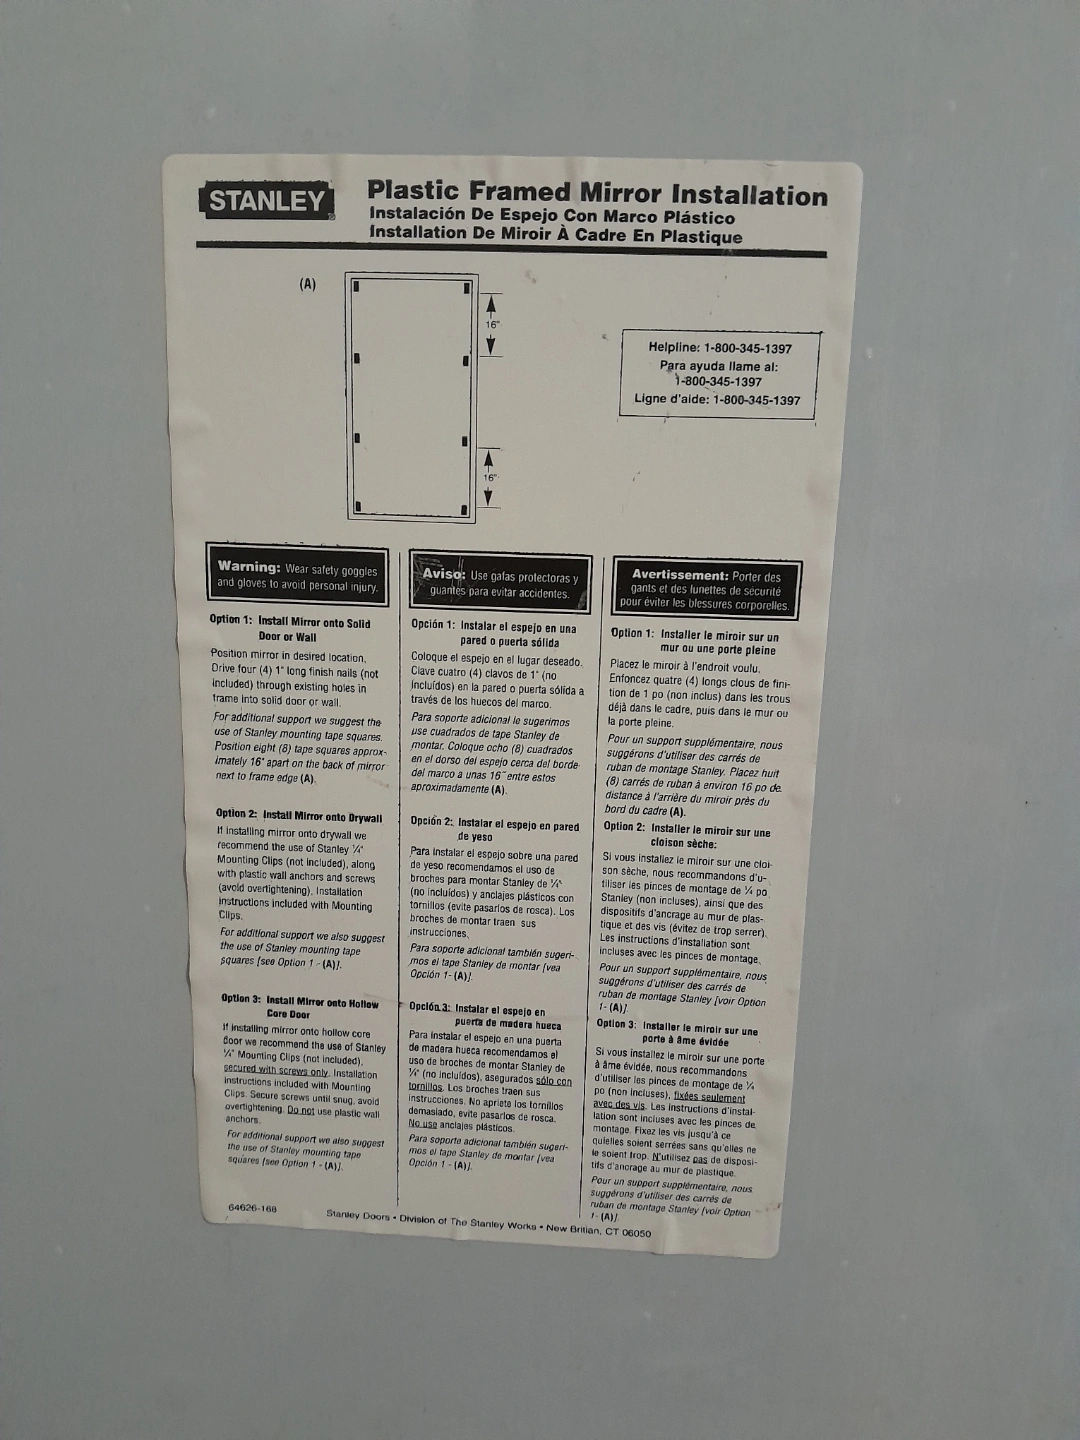 STANLEY®
Plastic Framed Mirror Installation
Instalación De Espejo Con Marco Plástico
Installation De Miroir À Cadre En Plastique
(A)
16"
16"
Helpline: 1-800-345-1397
Para ayuda llame al:
1-800-345-1397
Ligne d'aide: 1-800-345-1397
Warning: Wear safety goggles
and gloves to avoid personal injury.
Option 1: Install Mirror onto Solid
Door or Wall
Position mirror in desired location.
Drive four (4) 1" long finish nails (not
included) through existing holes in
frame into solid door or wall.
For additional support we suggest the
use of Stanley mounting tape squares.
Position eight (8) tape squares approx-
imately 16" apart on the back of mirror
next to frame edge (A).
Option 2: Install Mirror onto Drywall
If installing mirror onto drywall we
recommend the use of Stanley ¼"
Mounting Clips (not included), along
with plastic wall anchors and screws
(avoid overtightening). Installation
instructions included with Mounting
Clips.
For additional support we also suggest
the use of Stanley mounting tape
squares [see Option 1 - (A)].
Option 3: Install Mirror onto Hollow
Core Door
If installing mirror onto hollow core
door we recommend the use of Stanley
¼" Mounting Clips (not included),
secured with screws only. Installation
instructions included with Mounting
Clips. Secure screws until snug, avoid
overtightening. Do not use plastic wall
anchors.
For additional support we also suggest
the use of Stanley mounting tape
squares [see Option 1 - (A)].
Aviso: Use gafas protectoras y
guantes para evitar accidentes.
Opción 1: Instalar el espejo en una
pared o puerta sólida
Coloque el espejo en el lugar deseado.
Clave cuatro (4) clavos de 1" (no
incluídos) en la pared o puerta sólida a
través de los huecos del marco.
Para soporte adicional le sugerimos
use cuadrados de tape Stanley de
montar. Coloque ocho (8) cuadrados
en el dorso del espejo cerca del borde
del marco a unas 16" entre estos
aproximadamente (A).
Opción 2: Instalar el espejo en pared
de yeso
Para instalar el espejo sobre una pared
de yeso recomendamos el uso de
broches para montar Stanley de ¼"
(no incluídos) y anclajes plásticos con
tornillos (evite pasarlos de rosca). Los
broches de montar traen sus
instrucciones.
Para soporte adicional también sugeri-
mos el tape Stanley de montar [vea
Opción 1- (A)].
Opción 3: Instalar el espejo en
puerta de madera hueca
Para instalar el espejo en una puerta
de madera hueca recomendamos el
uso de broches de montar Stanley de
¼" (no incluídos), asegurados sólo con
tornillos. Los broches traen sus
instrucciones. No apriete los tornillos
demasiado, evite pasarlos de rosca.
No use anclajes plásticos.
Para soporte adicional también sugeri-
mos el tape Stanley de montar [vea
Opción 1 - (A)].
Avertissement: Porter des
gants et des lunettes de sécurité
pour éviter les blessures corporelles.
Option 1: Installer le miroir sur un
mur ou une porte pleine
Placez le miroir à l'endroit voulu.
Enfoncez quatre (4) longs clous de fini-
tion de 1 po (non inclus) dans les trous
déjà dans le cadre, puis dans le mur ou
la porte pleine.
Pour un support supplémentaire, nous
suggérons d'utiliser des carrés de
ruban de montage Stanley. Placez huit
(8) carrés de ruban à environ 16 po de
distance à l'arrière du miroir près du
bord du cadre (A).
Option 2: Installer le miroir sur une
cloison sèche:
Si vous installez le miroir sur une cloi-
son sèche, nous recommandons d'u-
tiliser les pinces de montage de ¼ po
Stanley (non incluses), ainsi que des
dispositifs d'ancrage au mur de plas-
tique et des vis (évitez de trop serrer).
Les instructions d'installation sont
incluses avec les pinces de montage.
Pour un support supplémentaire, nous
suggérons d'utiliser des carrés de
ruban de montage Stanley [voir Option
1- (A)]
Option 3: Installer le miroir sur une
porte à âme évidée
Si vous installez le miroir sur une porte
à âme évidée, nous recommandons
d'utiliser les pinces de montage de ¼
po (non incluses), fixées seulement
avec des vis. Les instructions d'instal-
lation sont incluses avec les pinces de
montage. Fixez les vis jusqu'à ce
qu'elles soient serrées sans qu'elles ne
le soient trop. N'utilisez pas de disposi-
tifs d'ancrage au mur de plastique.
Pour un support supplémentaire, nous
suggérons d'utiliser des carrés de
ruban de montage Stanley [voir Option
1- (A)]
64626-168
Stanley Doors • Division of The Stanley Works • New Britian, CT 06050